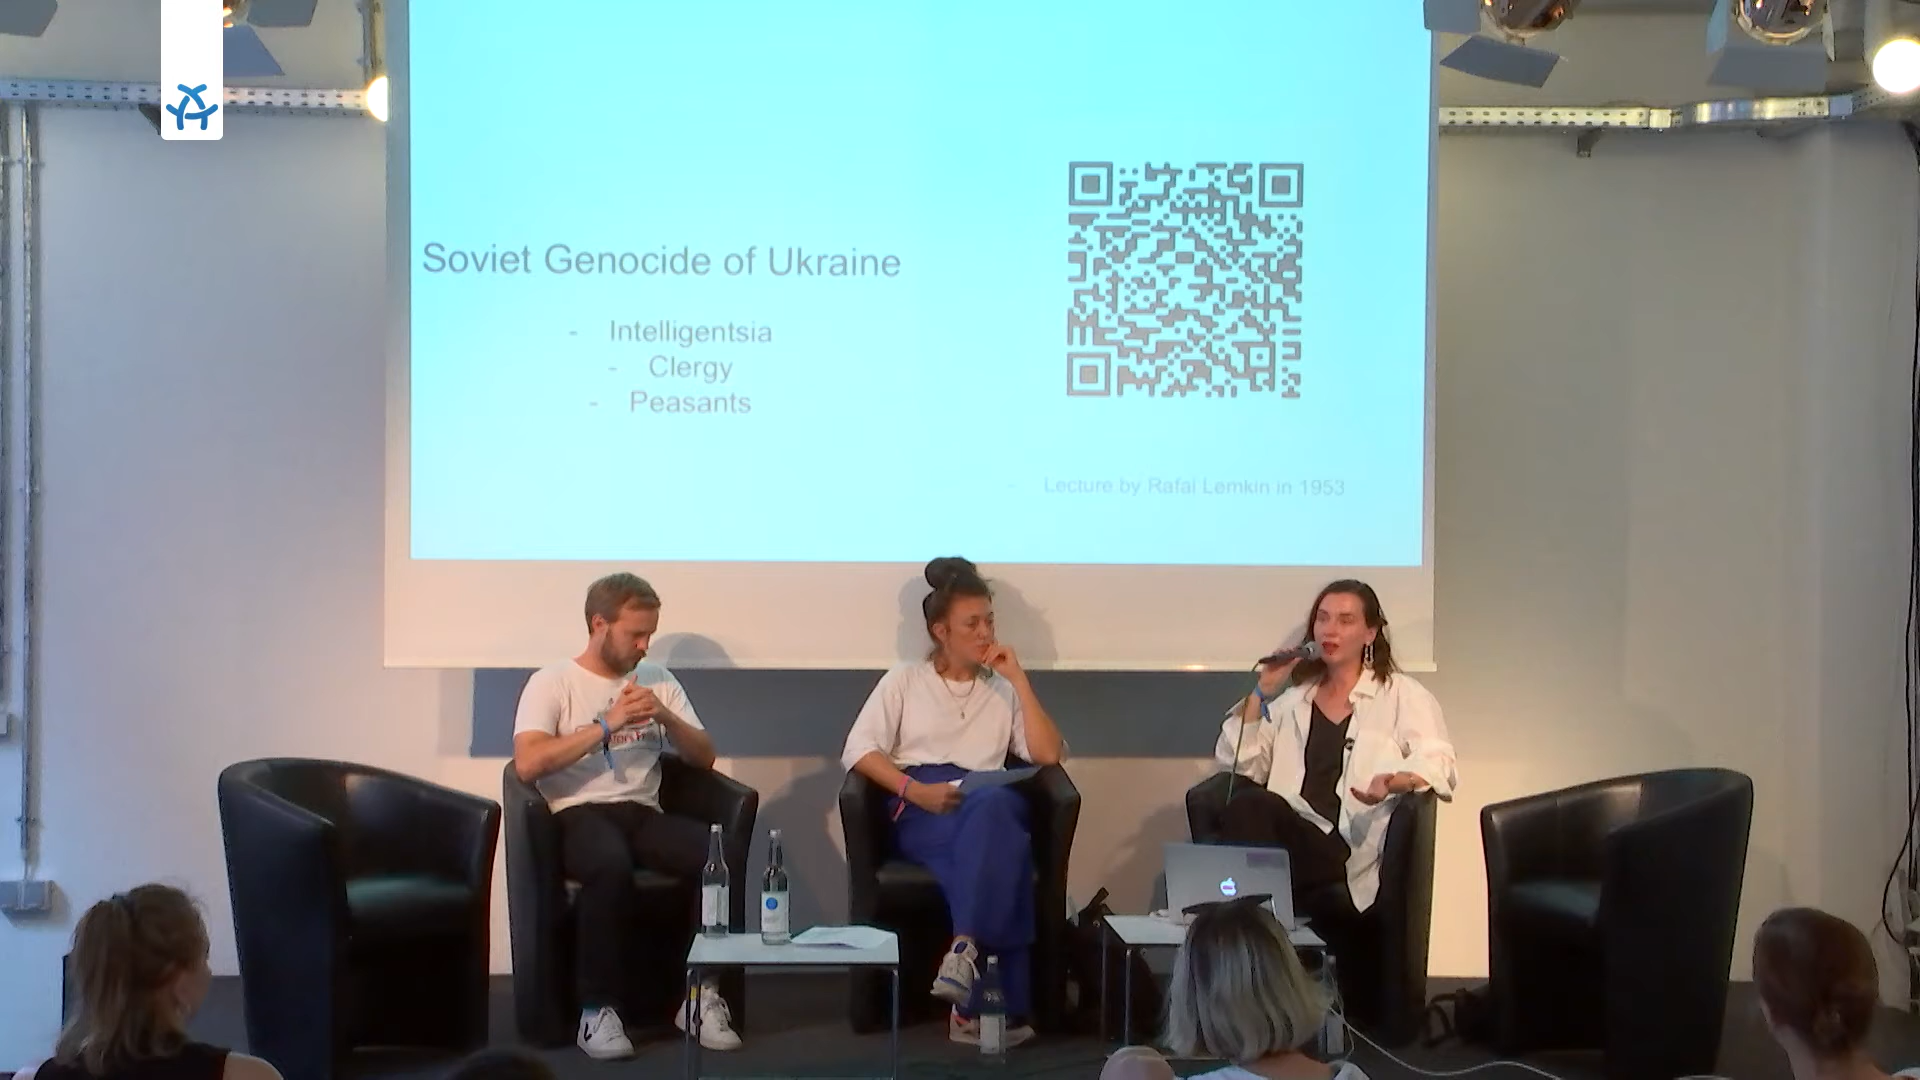 Soviet Genocide of Ukraine
- Intelligentsia
- Clergy
- Peasants
- Lecture by Rafal Lemkin in 1953